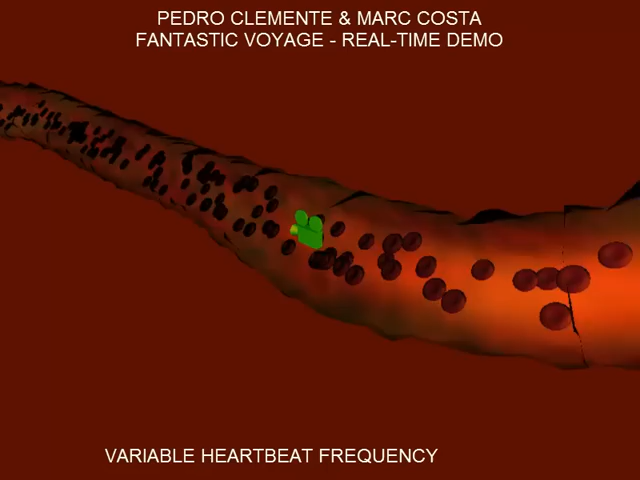 PEDRO CLEMENTE & MARC COSTA
FANTASTIC VOYAGE - REAL-TIME DEMO
VARIABLE HEARTBEAT FREQUENCY